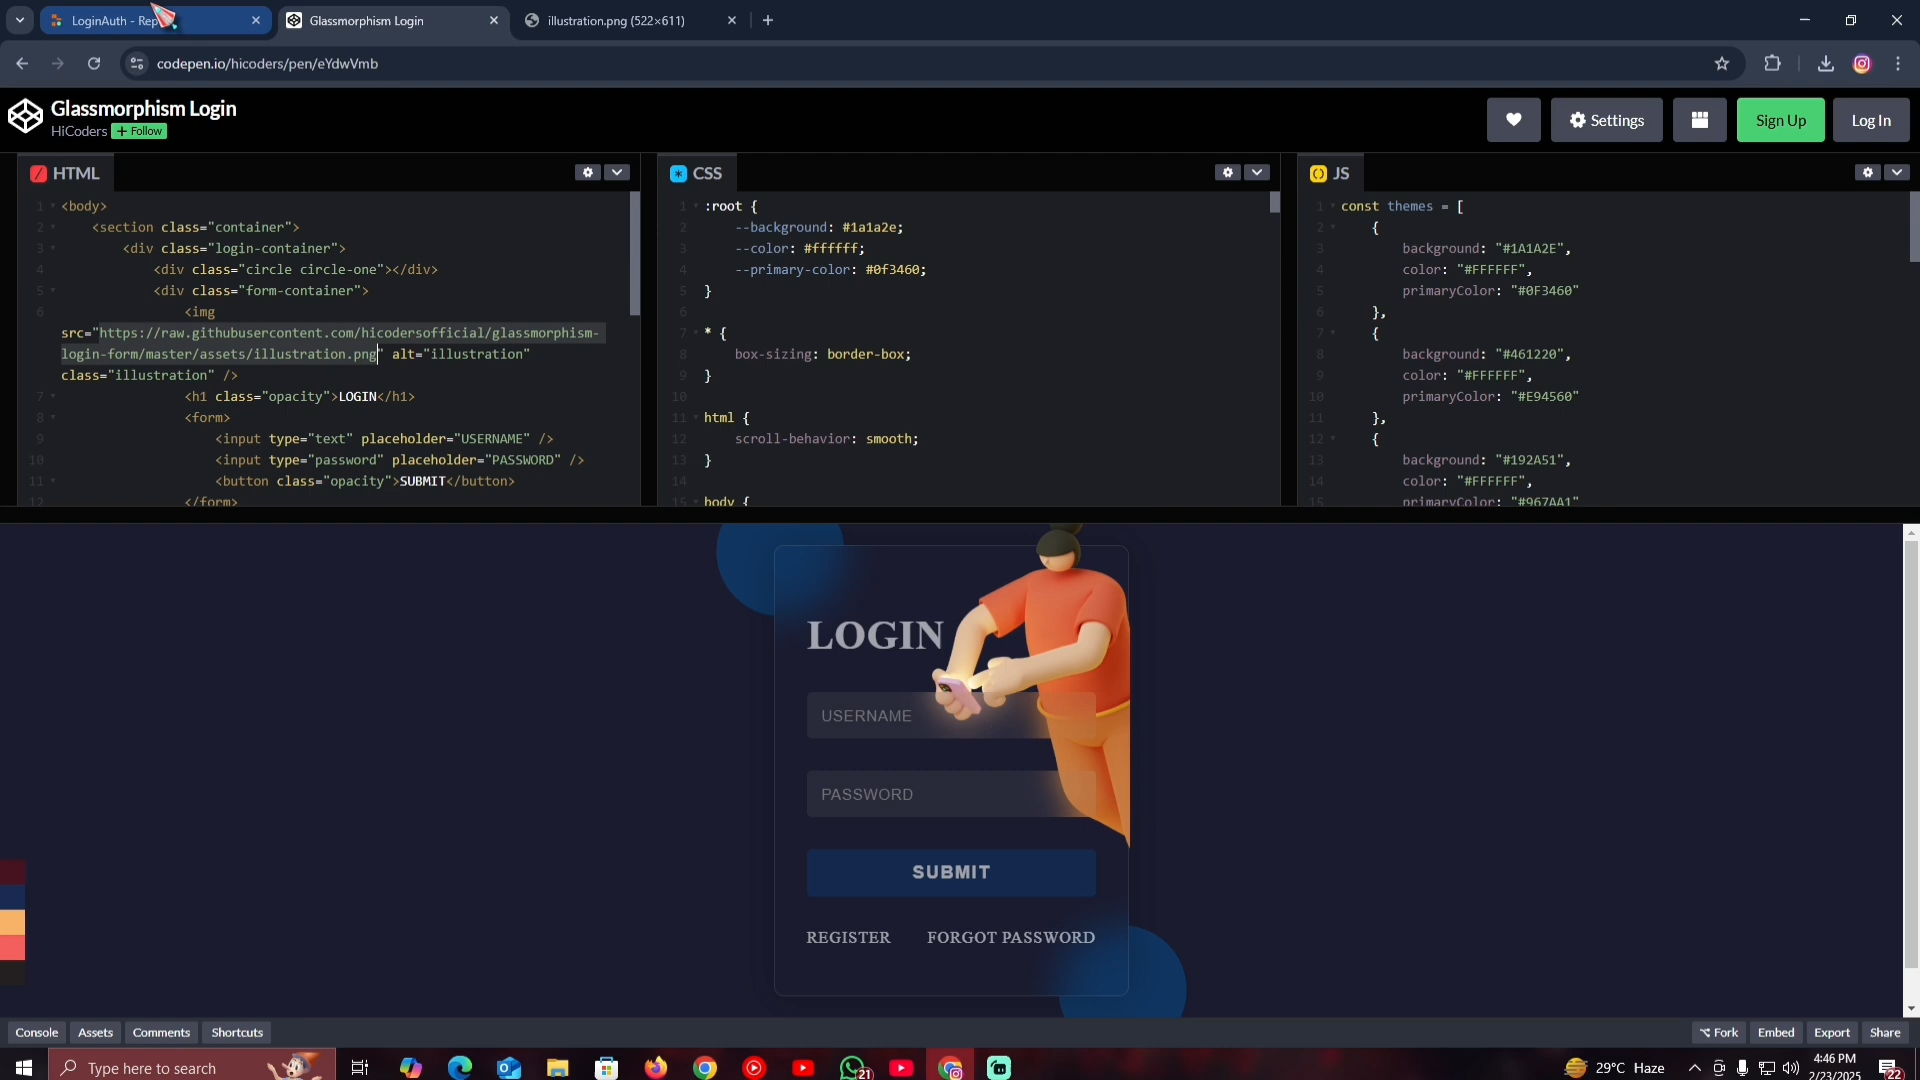 LoginAuth - Rep
Glassmorphism Login
illustration.png (522×611)
codepen.io/hicoders/pen/eYdwVmb
Glassmorphism Login
HiCoders + Follow
Settings
Sign Up
Log In
HTML
1 <body>
2 <section class="container">
3 <div class="login-container">
4 <div class="circle circle-one"></div>
5 <div class="form-container">
6 <img
src="https://raw.githubusercontent.com/hicodersofficial/glassmorphism-
login-form/master/assets/illustration.png" alt="illustration"
class="illustration" />
7 <h1 class="opacity">LOGIN</h1>
8 <form>
9 <input type="text" placeholder="USERNAME" />
10 <input type="password" placeholder="PASSWORD" />
11 <button class="opacity">SUBMIT</button>
12 </form>
CSS
1 :root {
2 --background: #1a1a2e;
3 --color: #ffffff;
4 --primary-color: #0f3460;
5 }
6
7 * {
8 box-sizing: border-box;
9 }
10
11 html {
12 scroll-behavior: smooth;
13 }
14
15 body {
JS
1 const themes = [
2 {
3 background: "#1A1A2E",
4 color: "#FFFFFF",
5 primaryColor: "#0F3460"
6 },
7 {
8 background: "#461220",
9 color: "#FFFFFF",
10 primaryColor: "#E94560"
11 },
12 {
13 background: "#192A51",
14 color: "#FFFFFF",
15 primaryColor: "#967AA1"
LOGIN
USERNAME
PASSWORD
SUBMIT
REGISTER FORGOT PASSWORD
Console
Assets
Comments
Shortcuts
Fork
Embed
Export
Share
Type here to search
21
29°C Haze
4:46 PM
2/23/2025
22